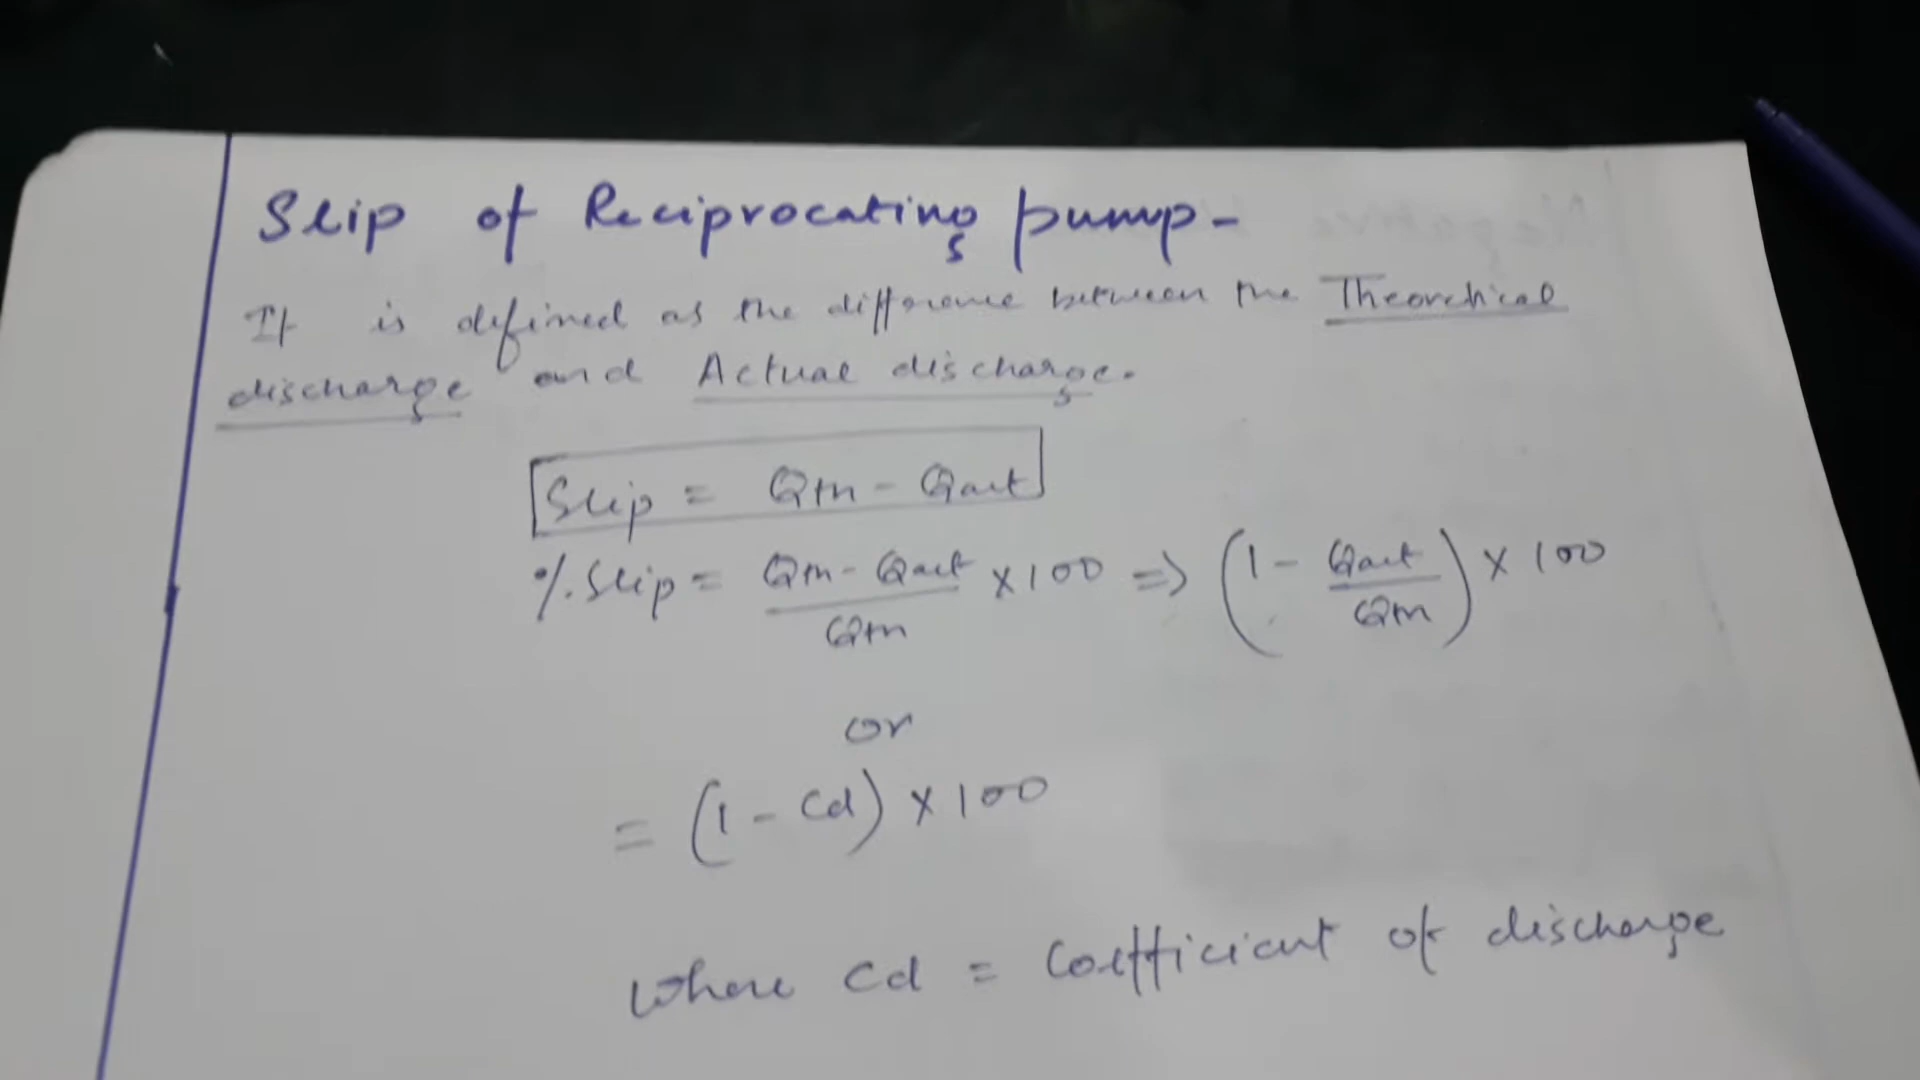 Slip of Reciprocating pump-
It is defined as the difference between the Theoretical
discharge and Actual discharge.
Slip = Qth - Qact
%. Slip = Qth - Qact / Qth × 100 => (1 - Qact / Qth) × 100
or
= (1 - Cd) × 100
Where Cd = Coefficient of discharge